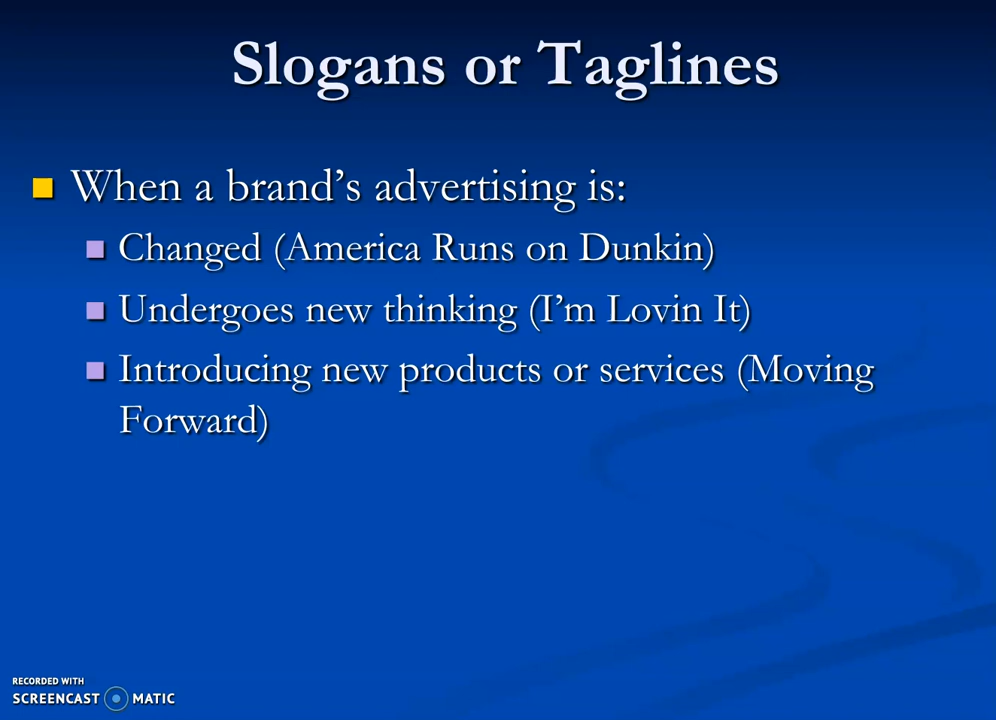 Slogans or Taglines
When a brand’s advertising is:
Changed (America Runs on Dunkin)
Undergoes new thinking (I’m Lovin It)
Introducing new products or services (Moving
Forward)
RECORDED WITH
SCREENCAST MATIC